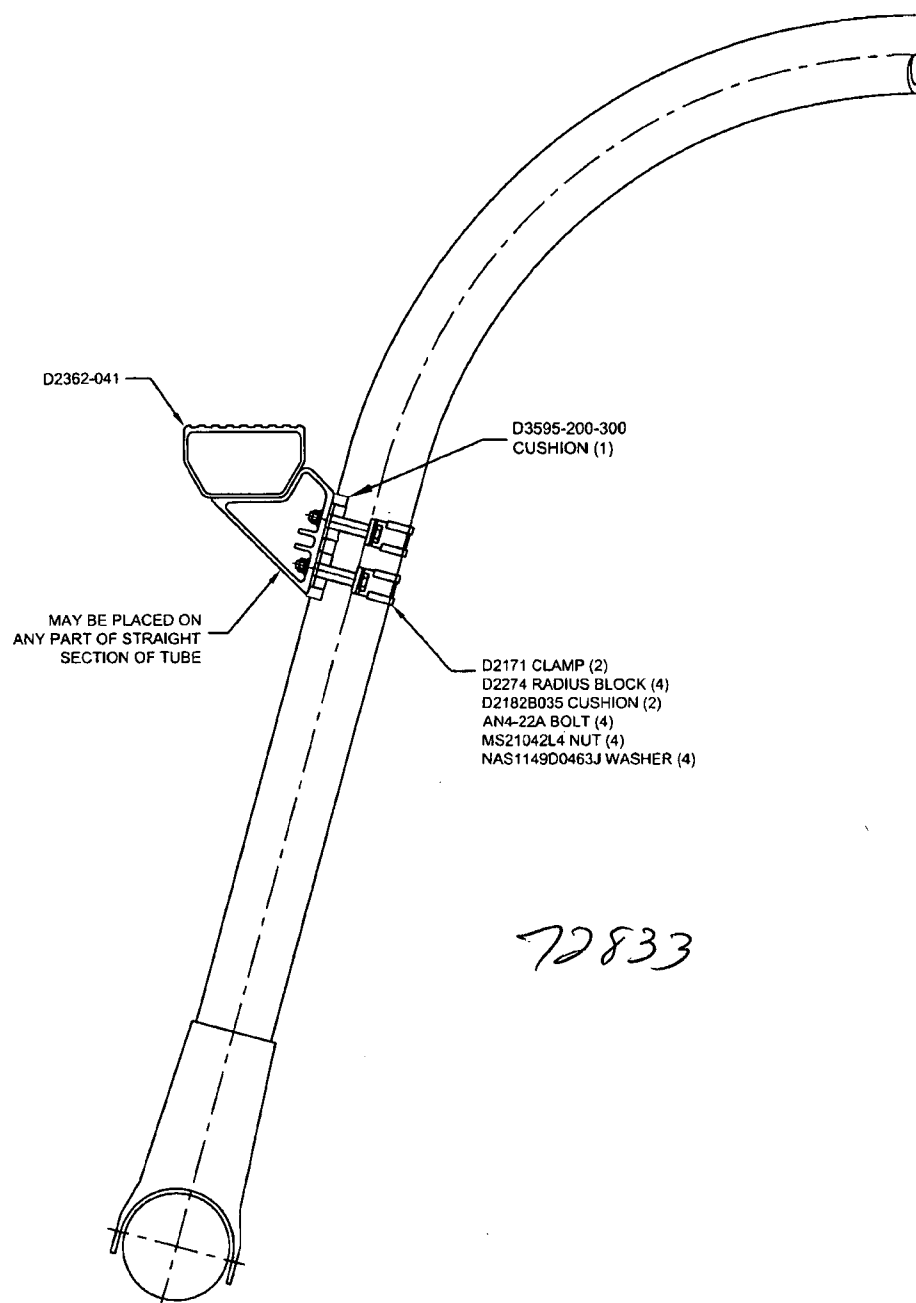 D2362-041
D3595-200-300
CUSHION (1)
MAY BE PLACED ON
ANY PART OF STRAIGHT
SECTION OF TUBE
D2171 CLAMP (2)
D2274 RADIUS BLOCK (4)
D2182B035 CUSHION (2)
AN4-22A BOLT (4)
MS21042L4 NUT (4)
NAS1149D0463J WASHER (4)
72833